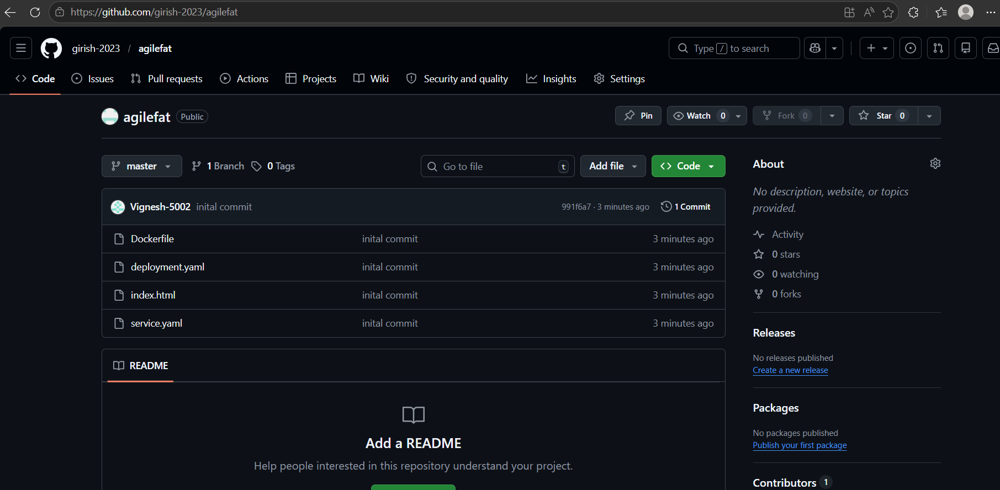 https://github.com/girish-2023/agilefat
girish-2023 / agilefat
Type / to search
Code Issues Pull requests Actions Projects Wiki Security and quality Insights Settings
agilefat Public
Pin Watch 0 Fork 0 Star 0
master 1 Branch 0 Tags Go to file t Add file Code
Vignesh-5002 inital commit 991f6a7 · 3 minutes ago 1 Commit
Dockerfile inital commit 3 minutes ago
deployment.yaml inital commit 3 minutes ago
index.html inital commit 3 minutes ago
service.yaml inital commit 3 minutes ago
README
Add a README
Help people interested in this repository understand your project.
About
No description, website, or topics
provided.
Activity
0 stars
0 watching
0 forks
Releases
No releases published
Create a new release
Packages
No packages published
Publish your first package
Contributors 1